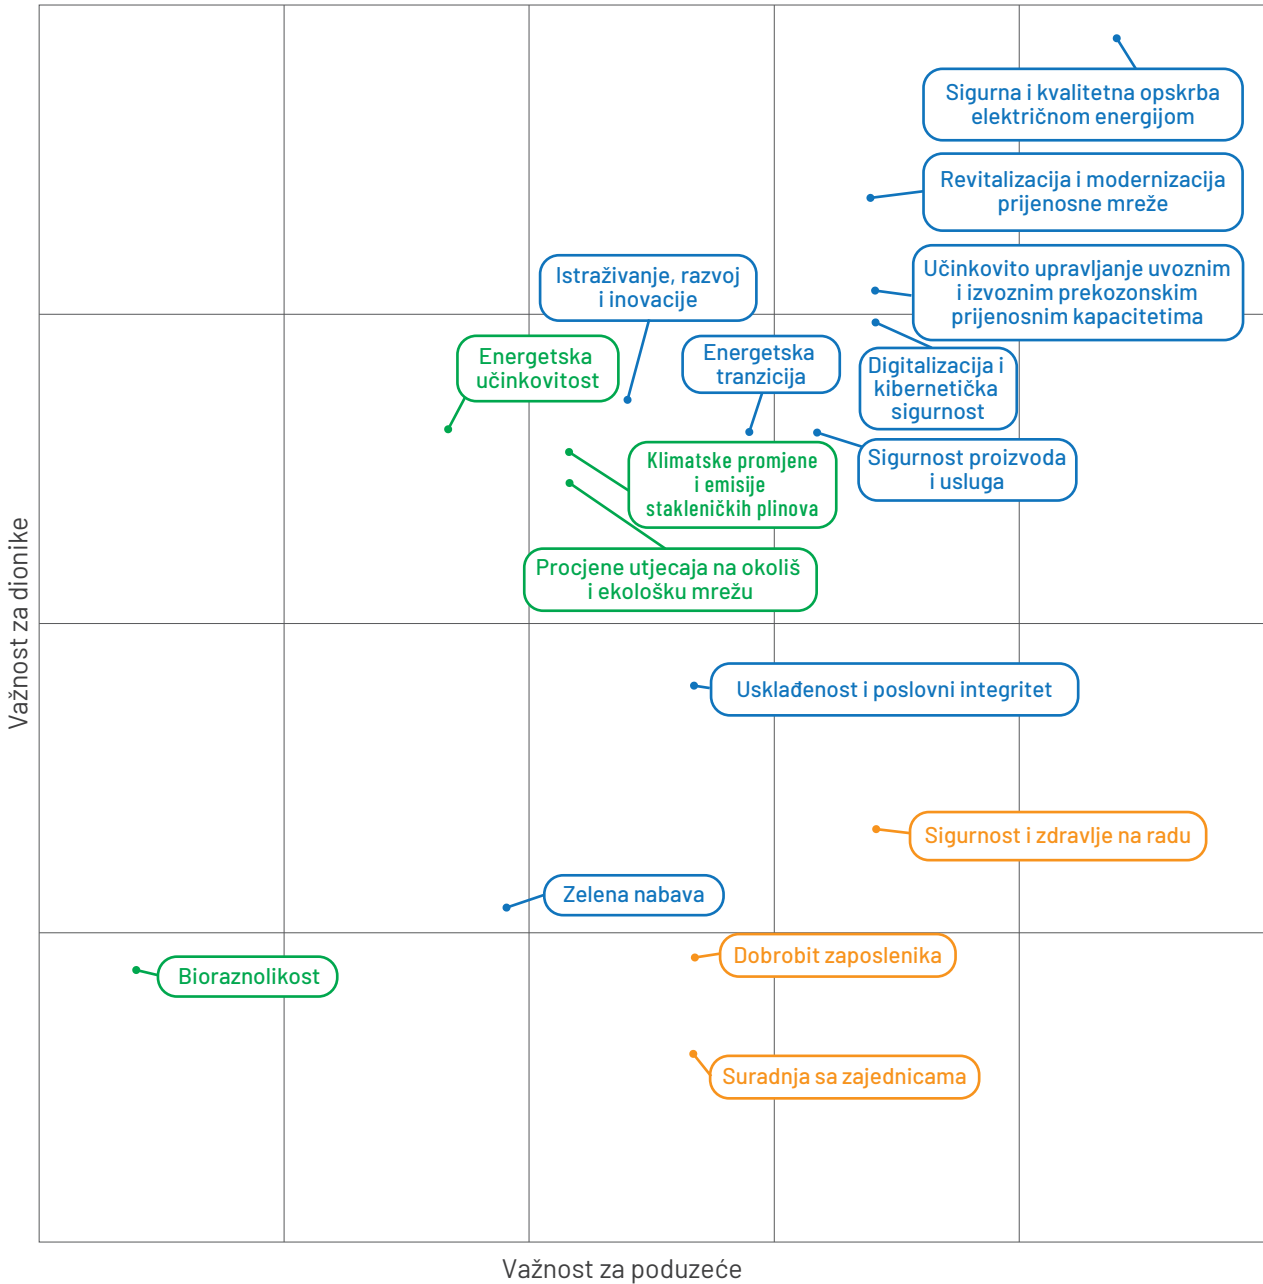 Sigurna i kvalitetna opskrba
električnom energijom
Revitalizacija i modernizacija
prijenosne mreže
Učinkovito upravljanje uvoznim
i izvoznim prekozonskim
prijenosnim kapacitetima
Istraživanje, razvoj
i inovacije
Energetska
učinkovitost
Energetska
tranzicija
Digitalizacija i
kibernetička
sigurnost
Klimatske promjene
i emisije
stakleničkih plinova
Sigurnost proizvoda
i usluga
Procjene utjecaja na okoliš
i ekološku mrežu
Važnost za dionike
Usklađenost i poslovni integritet
Sigurnost i zdravlje na radu
Zelena nabava
Dobrobit zaposlenika
Bioraznolikost
Suradnja sa zajednicama
Važnost za poduzeće